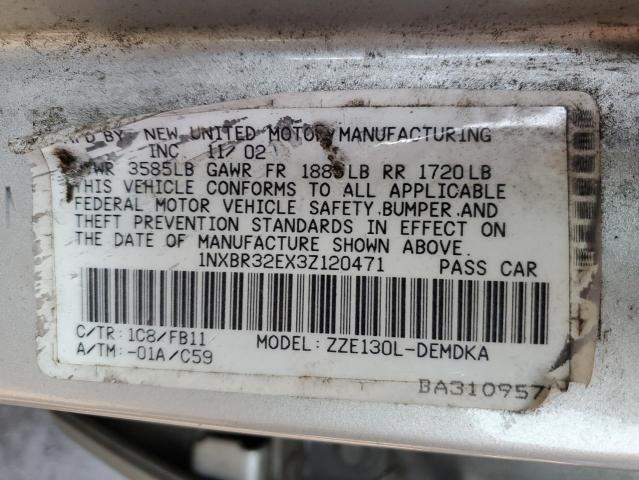 BY NEW UNITED MOTOR MANUFACTURING
INC 11/02
3585LB GAWR FR LB RR 1720LB
THIS VEHICLE CONFORMS TO ALL APPLICABLE
FEDERAL MOTOR VEHICLE SAFETY,BUMPER,AND
THEFT PREVENTION STANDARDS IN EFFECT ON
THE DATE OF MANUFACTURE SHOWN ABOVE.
1NXBR32EX3Z120471 PASS CAR
C/TR: 1C8/FB11
A/TM: -01A/C59 MODEL: ZZE130L-DEMDKA
BA310957